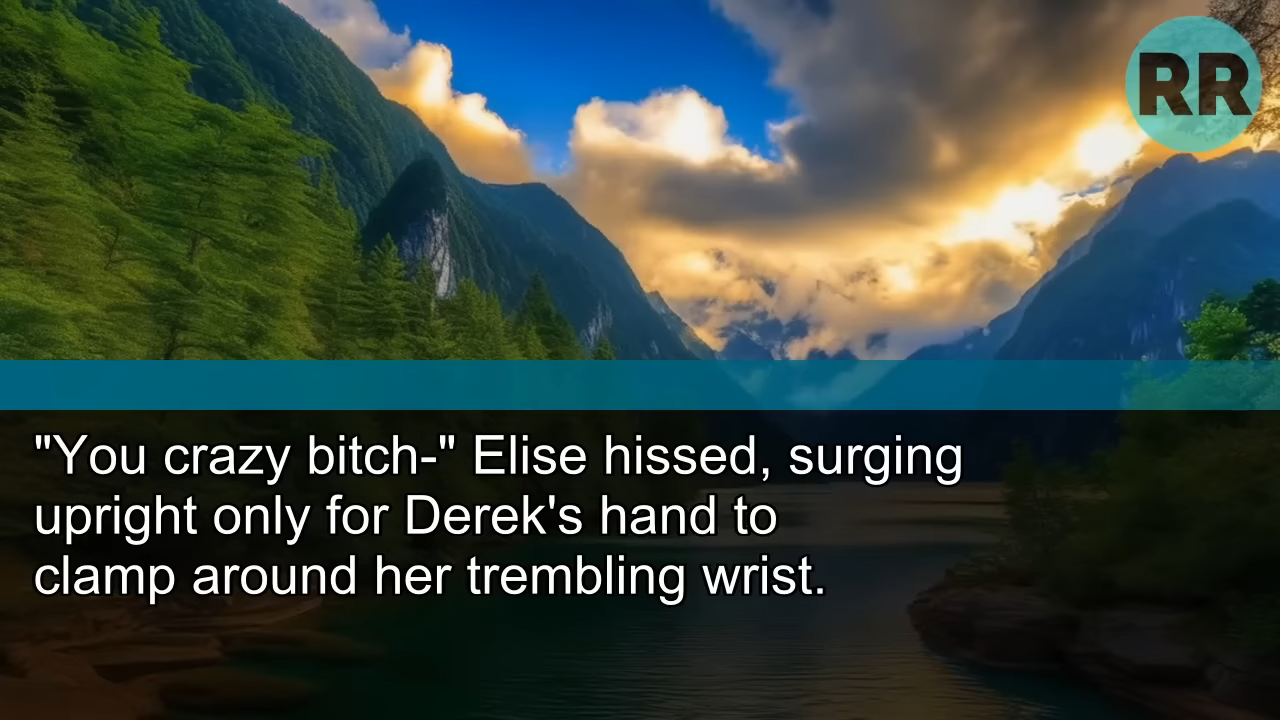 RR
"You crazy bitch-" Elise hissed, surging
upright only for Derek's hand to
clamp around her trembling wrist.